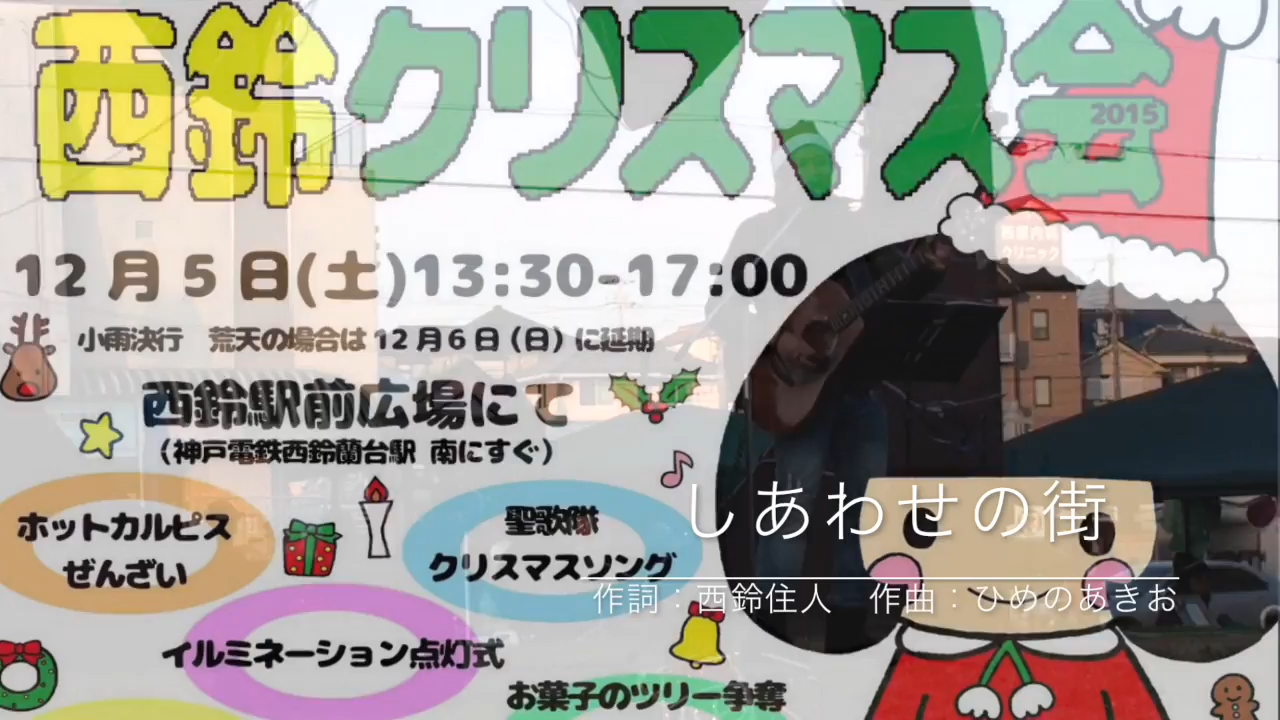 西鈴クリスマス会
2015
12月5日(土)13:30-17:00
小雨決行 荒天の場合は12月6日(日)に延期
西鈴駅前広場にて
(神戸電鉄西鈴蘭台駅 南にすぐ)
ホットカルピス
ぜんざい
聖歌隊
クリスマスソング
イルミネーション点灯式
お菓子のツリー争奪
しあわせの街
作詞:西鈴住人 作曲:ひめのあきお
クリニック